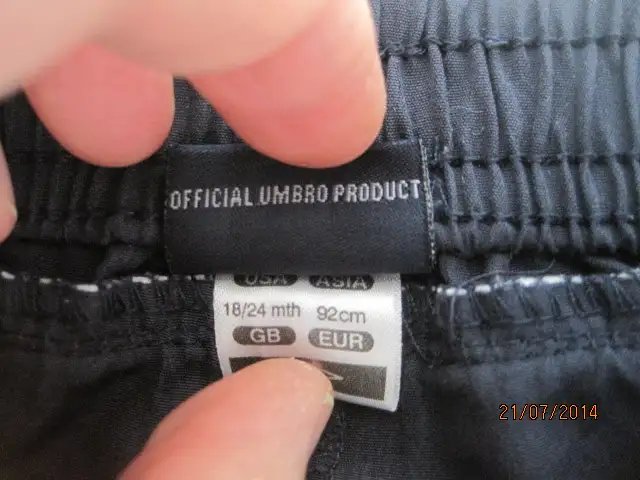 OFFICIAL UMBRO PRODUCT
USA ASIA
18/24 mth 92cm
GB EUR
21/07/2014